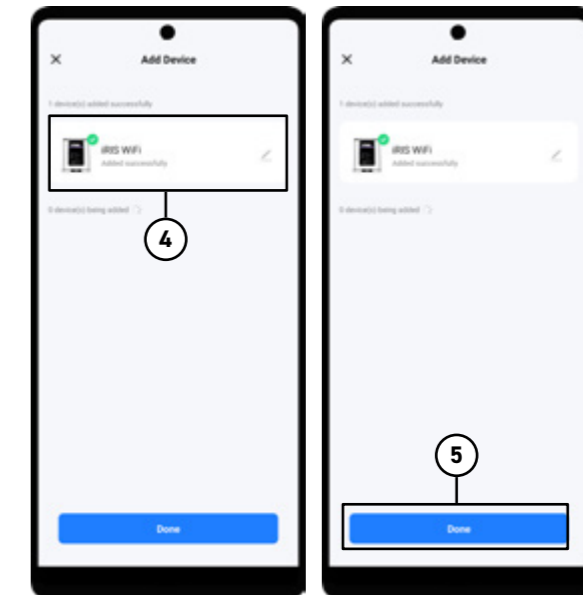 Add Device
1 device(s) added successfully
iRIS WiFi
Added successfully
0 device(s) being added
4
Done
Add Device
1 device(s) added successfully
iRIS WiFi
Added successfully
0 device(s) being added
5
Done